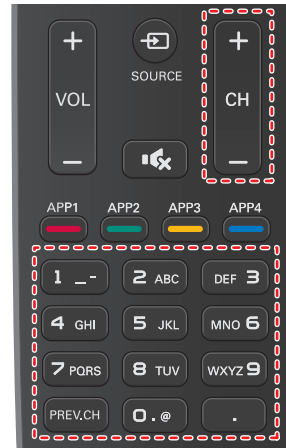 + +
SOURCE
VOL CH
– –
APP1 APP2 APP3 APP4
1 _- 2 ABC DEF 3
4 GHI 5 JKL MNO 6
7 PQRS 8 TUV WXYZ 9
PREV.CH 0.@ .